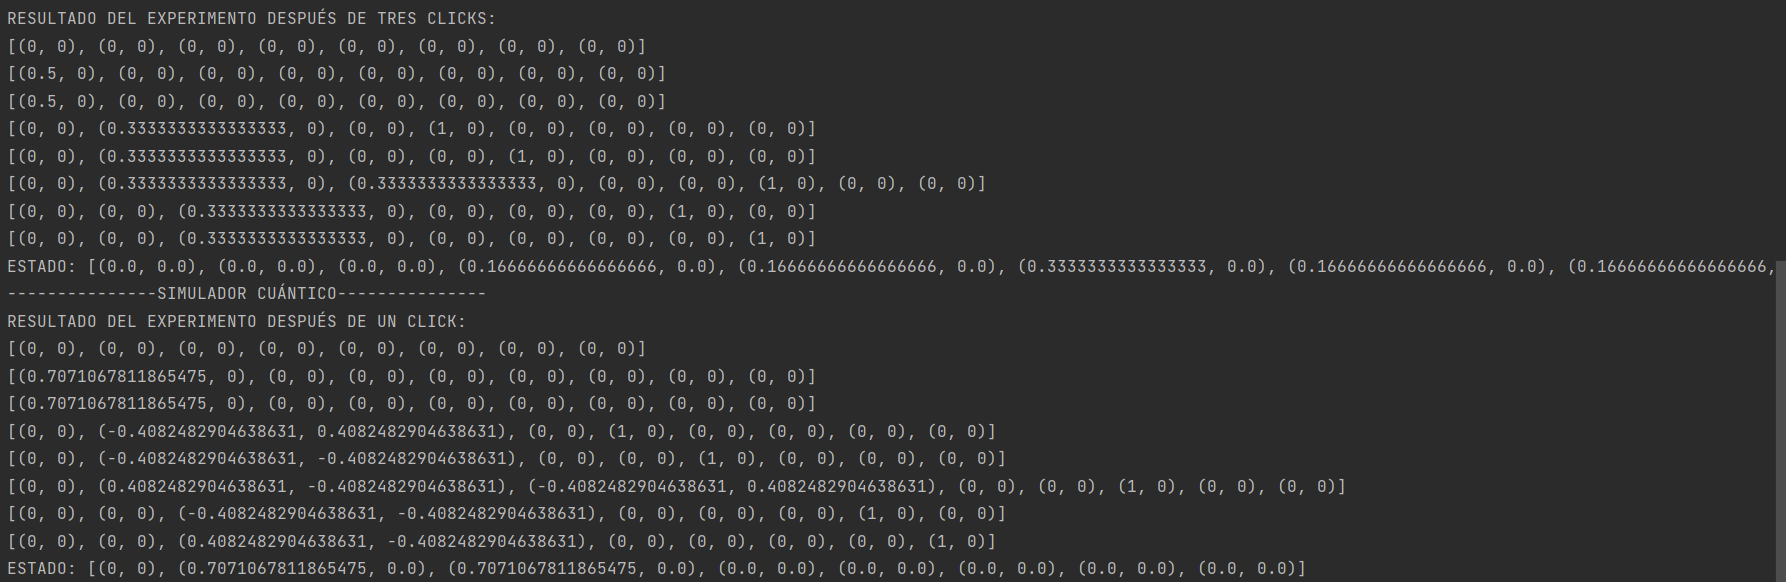 RESULTADO DEL EXPERIMENTO DESPUÉS DE TRES CLICKS:
[(0, 0), (0, 0), (0, 0), (0, 0), (0, 0), (0, 0), (0, 0), (0, 0)]
[(0.5, 0), (0, 0), (0, 0), (0, 0), (0, 0), (0, 0), (0, 0), (0, 0)]
[(0.5, 0), (0, 0), (0, 0), (0, 0), (0, 0), (0, 0), (0, 0), (0, 0)]
[(0, 0), (0.3333333333333333, 0), (0, 0), (1, 0), (0, 0), (0, 0), (0, 0), (0, 0)]
[(0, 0), (0.3333333333333333, 0), (0, 0), (0, 0), (1, 0), (0, 0), (0, 0), (0, 0)]
[(0, 0), (0.3333333333333333, 0), (0.3333333333333333, 0), (0, 0), (0, 0), (1, 0), (0, 0), (0, 0)]
[(0, 0), (0, 0), (0.3333333333333333, 0), (0, 0), (0, 0), (0, 0), (1, 0), (0, 0)]
[(0, 0), (0, 0), (0.3333333333333333, 0), (0, 0), (0, 0), (0, 0), (0, 0), (1, 0)]
ESTADO: [(0.0, 0.0), (0.0, 0.0), (0.0, 0.0), (0.16666666666666666, 0.0), (0.16666666666666666, 0.0), (0.3333333333333333, 0.0), (0.16666666666666666, 0.0), (0.16666666666666666,
---------------SIMULADOR CUÁNTICO---------------
RESULTADO DEL EXPERIMENTO DESPUÉS DE UN CLICK:
[(0, 0), (0, 0), (0, 0), (0, 0), (0, 0), (0, 0), (0, 0), (0, 0)]
[(0.7071067811865475, 0), (0, 0), (0, 0), (0, 0), (0, 0), (0, 0), (0, 0), (0, 0)]
[(0.7071067811865475, 0), (0, 0), (0, 0), (0, 0), (0, 0), (0, 0), (0, 0), (0, 0)]
[(0, 0), (-0.4082482904638631, 0.4082482904638631), (0, 0), (1, 0), (0, 0), (0, 0), (0, 0), (0, 0)]
[(0, 0), (-0.4082482904638631, -0.4082482904638631), (0, 0), (0, 0), (1, 0), (0, 0), (0, 0), (0, 0)]
[(0, 0), (0.4082482904638631, -0.4082482904638631), (-0.4082482904638631, 0.4082482904638631), (0, 0), (0, 0), (1, 0), (0, 0), (0, 0)]
[(0, 0), (0, 0), (-0.4082482904638631, -0.4082482904638631), (0, 0), (0, 0), (0, 0), (1, 0), (0, 0)]
[(0, 0), (0, 0), (0.4082482904638631, -0.4082482904638631), (0, 0), (0, 0), (0, 0), (0, 0), (1, 0)]
ESTADO: [(0, 0), (0.7071067811865475, 0.0), (0.7071067811865475, 0.0), (0.0, 0.0), (0.0, 0.0), (0.0, 0.0), (0.0, 0.0), (0.0, 0.0)]